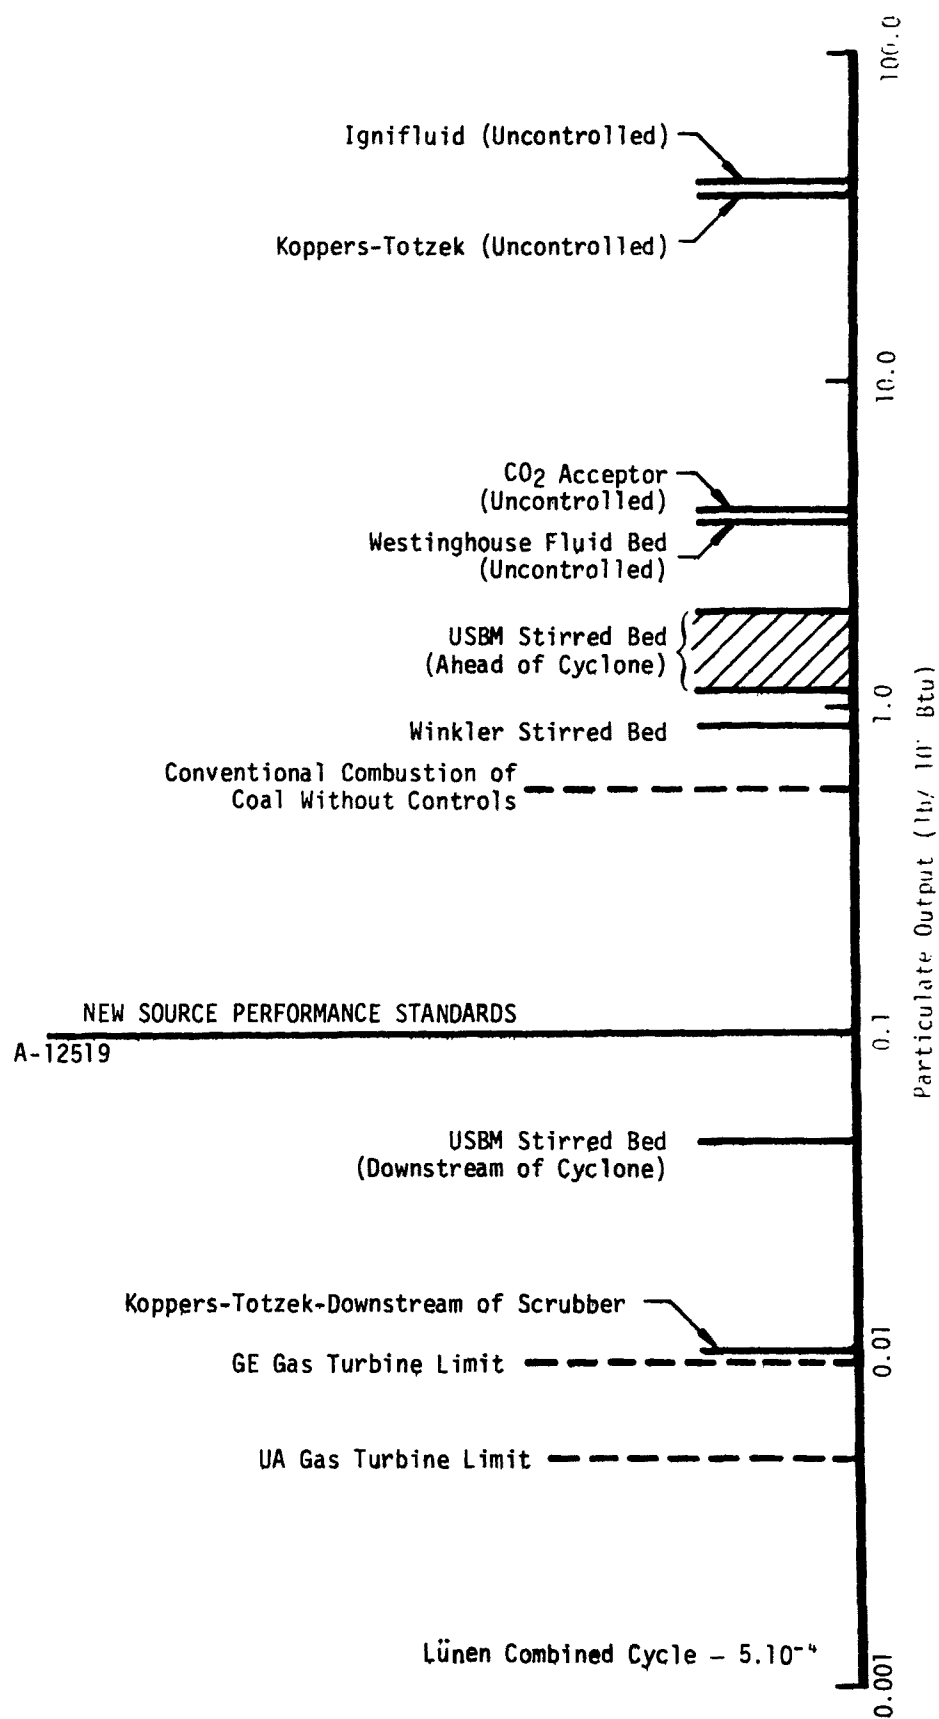 100.0
Ignifluid (Uncontrolled)
Koppers-Totzek (Uncontrolled)
10.0
CO2 Acceptor
(Uncontrolled)
Westinghouse Fluid Bed
(Uncontrolled)
USBM Stirred Bed
(Ahead of Cyclone)
1.0
Winkler Stirred Bed
Conventional Combustion of
Coal Without Controls
Particulate Output (lb/ 10 Btu)
NEW SOURCE PERFORMANCE STANDARDS
0.1
A-12519
USBM Stirred Bed
(Downstream of Cyclone)
Koppers-Totzek-Downstream of Scrubber
0.01
GE Gas Turbine Limit
UA Gas Turbine Limit
Lünen Combined Cycle – 5.10⁻⁴
0.001